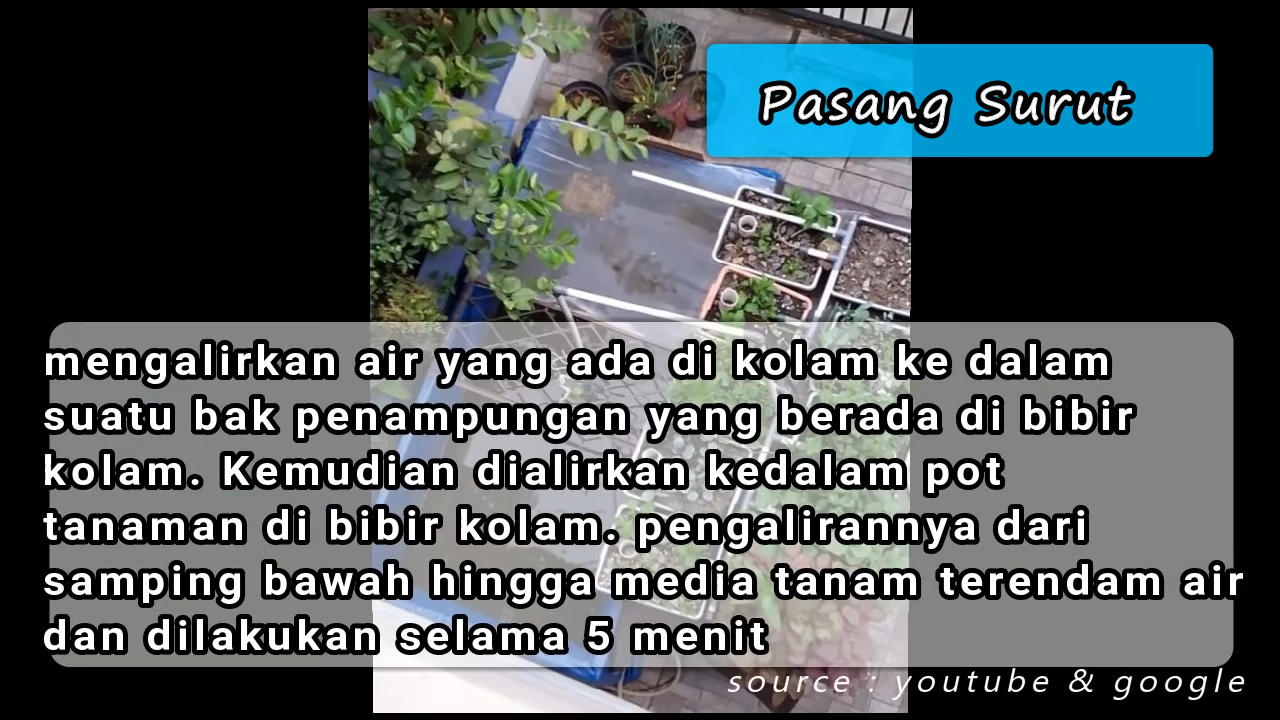 Pasang Surut
mengalirkan air yang ada di kolam ke dalam
suatu bak penampungan yang berada di bibir
kolam. Kemudian dialirkan kedalam pot
tanaman di bibir kolam. pengalirannya dari
samping bawah hingga media tanam terendam air
dan dilakukan selama 5 menit
source : youtube & google